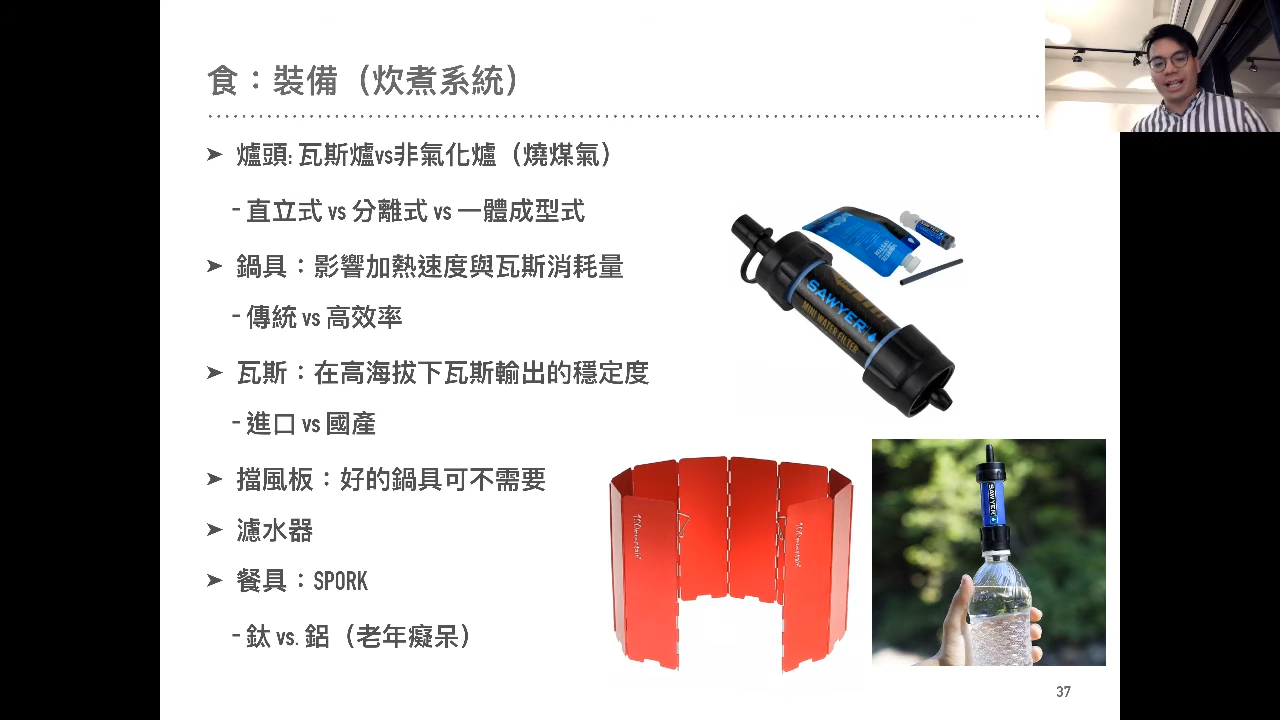 食：裝備（炊煮系統）
➤ 爐頭: 瓦斯爐vs非氣化爐（燒煤氣）
- 直立式 vs 分離式 vs 一體成型式
➤ 鍋具：影響加熱速度與瓦斯消耗量
- 傳統 vs 高效率
➤ 瓦斯：在高海拔下瓦斯輸出的穩定度
- 進口 vs 國產
➤ 擋風板：好的鍋具可不需要
➤ 濾水器
➤ 餐具：SPORK
- 鈦 vs. 鋁（老年癡呆）
SAWYER
MINI WATER FILTER
SAWYER
37